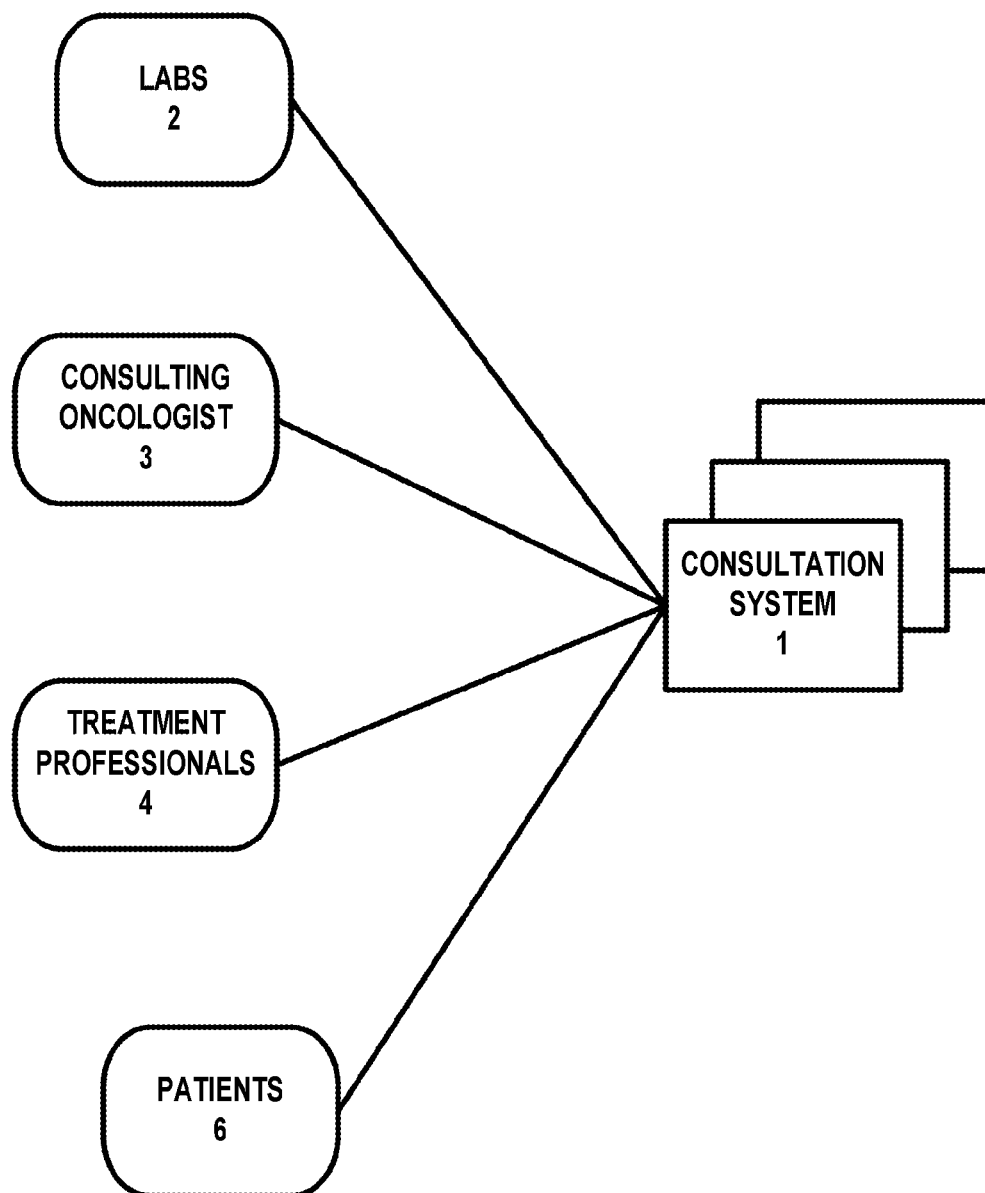 LABS
2
CONSULTING
ONCOLOGIST
3
CONSULTATION
SYSTEM
1
TREATMENT
PROFESSIONALS
4
PATIENTS
6